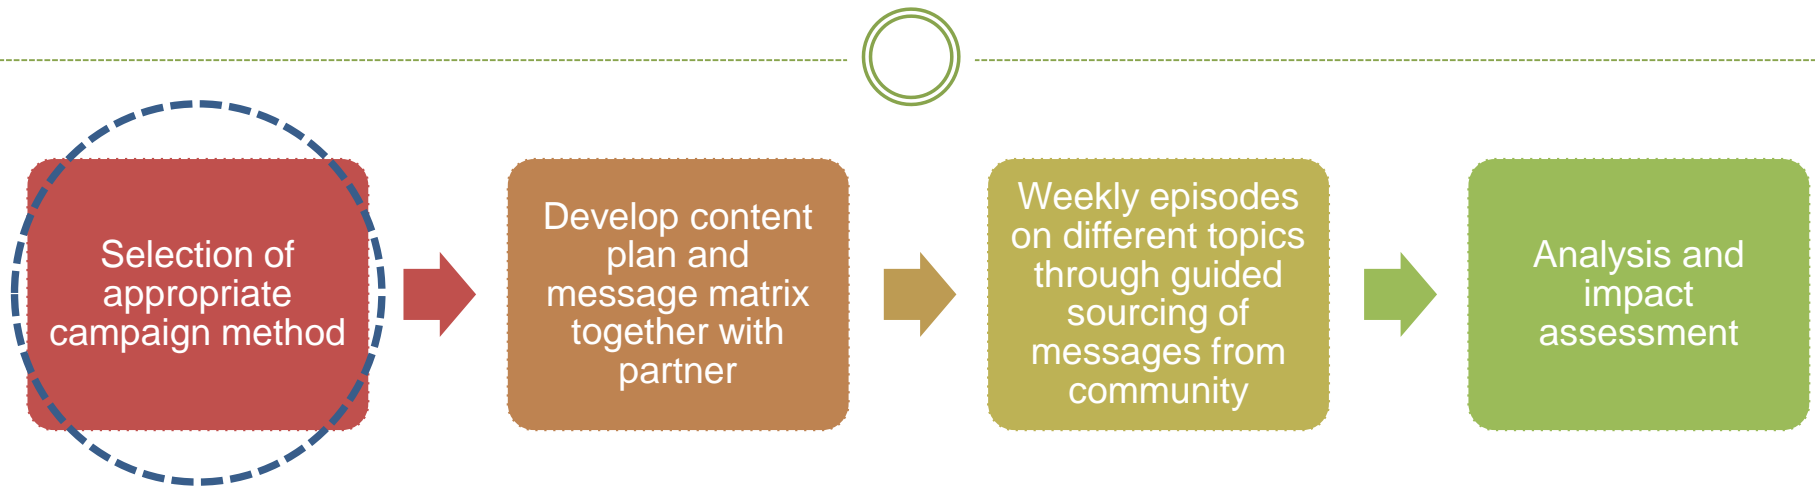 Selection of
appropriate
campaign method
Develop content
plan and
message matrix
together with
partner
Weekly episodes
on different topics
through guided
sourcing of
messages from
community
Analysis and
impact
assessment